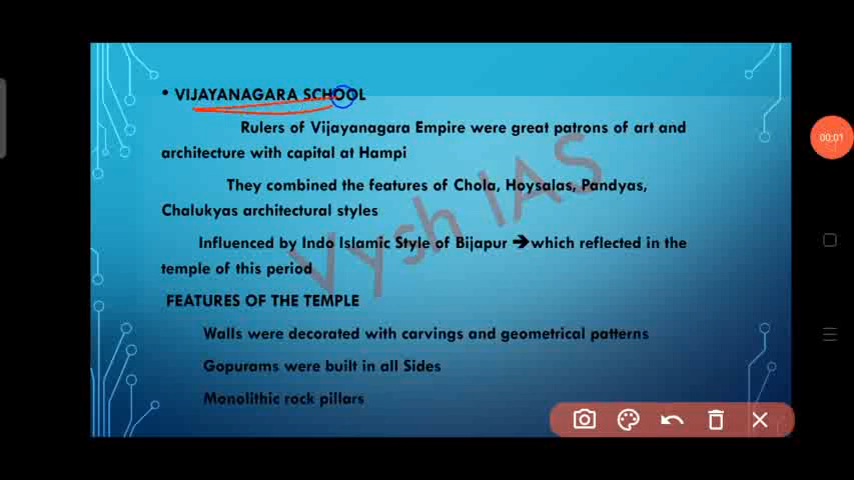 • VIJAYANAGARA SCHOOL
Rulers of Vijayanagara Empire were great patrons of art and
architecture with capital at Hampi
They combined the features of Chola, Hoysalas, Pandyas,
Chalukyas architectural styles
Influenced by Indo Islamic Style of Bijapur ➔which reflected in the
temple of this period
FEATURES OF THE TEMPLE
Walls were decorated with carvings and geometrical patterns
Gopurams were built in all Sides
Monolithic rock pillars
Vysh IAS
00:01